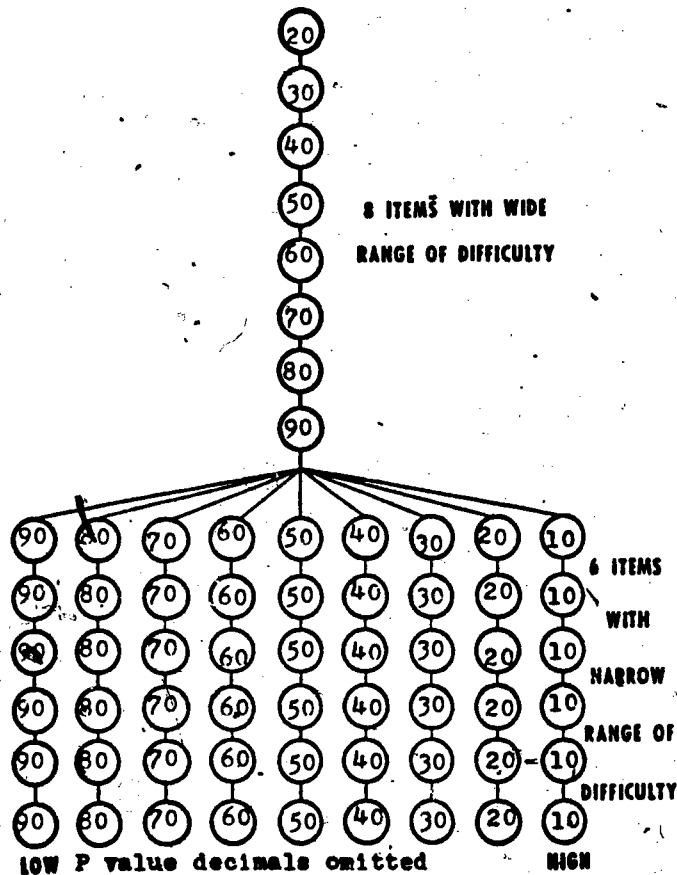 20
30
40
50
8 ITEMS WITH WIDE
60
RANGE OF DIFFICULTY
70
80
90
90 80 70 60 50 40 30 20 10
6 ITEMS
90 80 70 60 50 40 30 20 10
WITH
90 80 70 60 50 40 30 20 10
NARROW
90 80 70 60 50 40 30 20 10
RANGE OF
90 80 70 60 50 40 30 20 10
DIFFICULTY
90 80 70 60 50 40 30 20 10
LOW P value decimals omitted HIGH